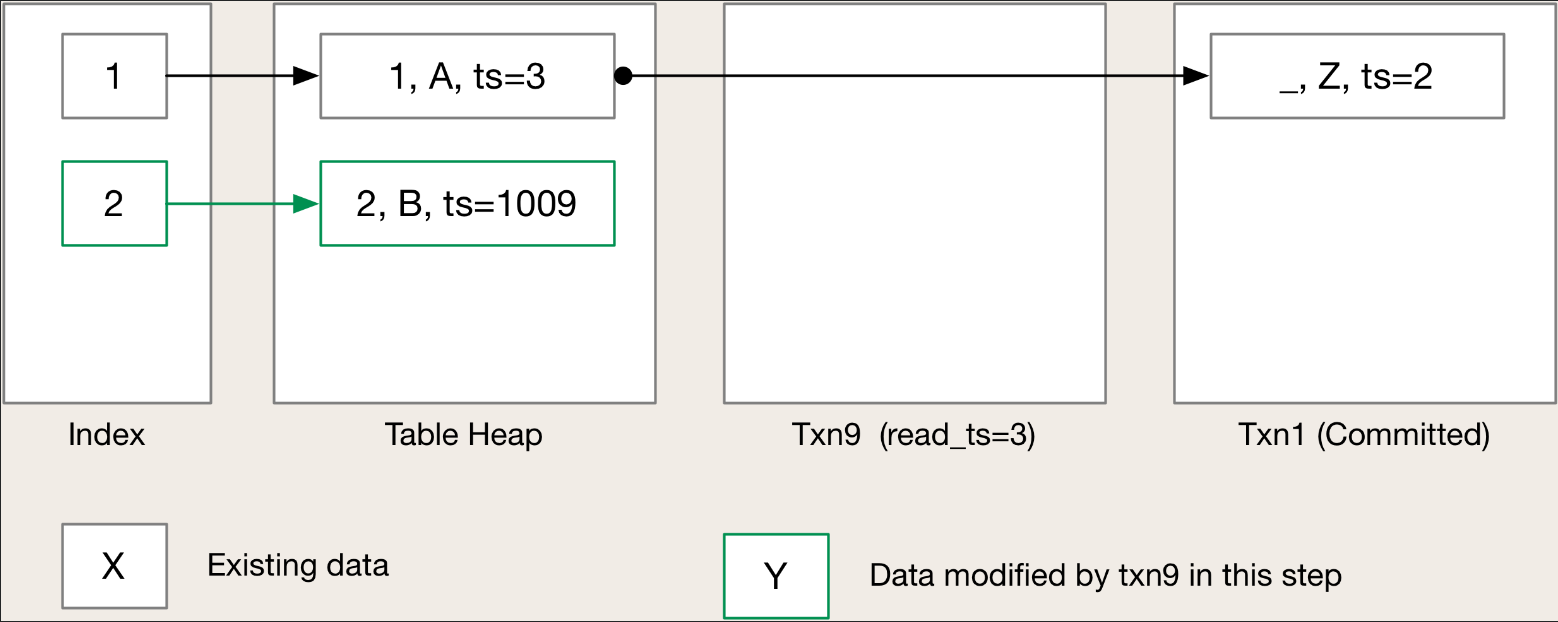 1
1, A, ts=3
_, Z, ts=2
2
2, B, ts=1009
Index
Table Heap
Txn9 (read_ts=3)
Txn1 (Committed)
X
Existing data
Y
Data modified by txn9 in this step